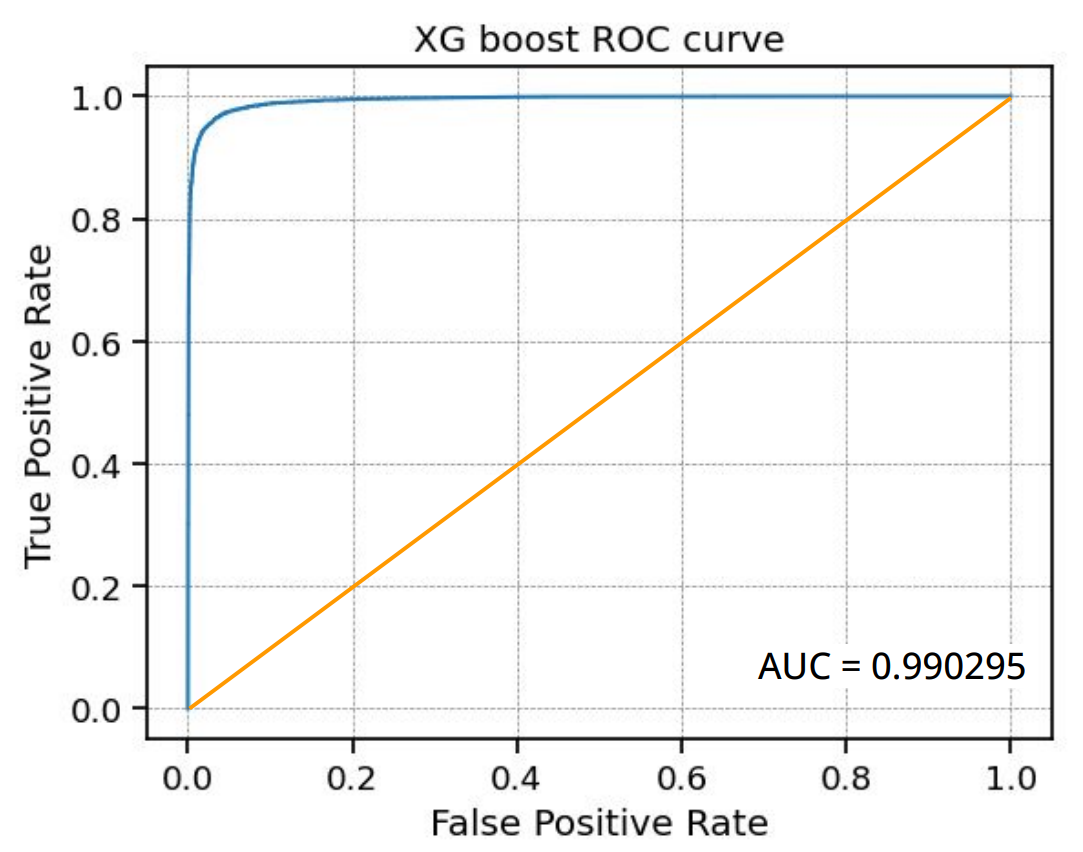 XG boost ROC curve
True Positive Rate
1.0
0.8
0.6
0.4
0.2
0.0
AUC = 0.990295
0.0 0.2 0.4 0.6 0.8 1.0
False Positive Rate